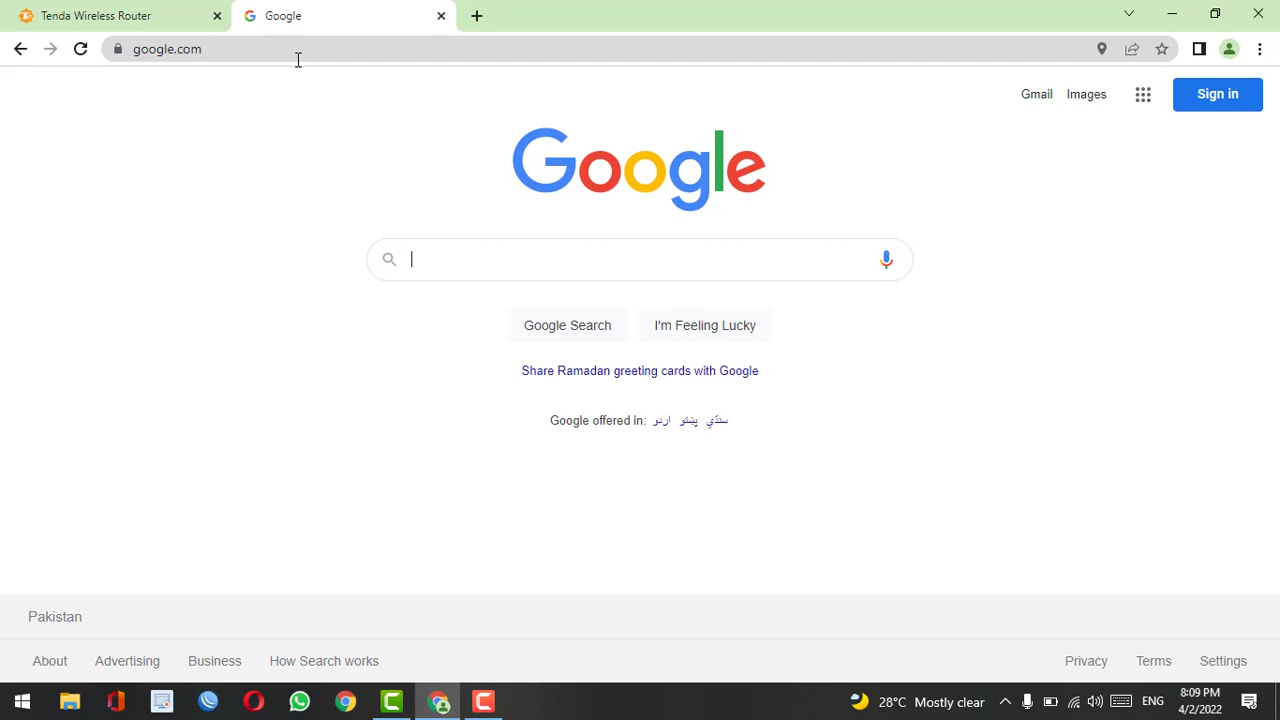 Tenda Wireless Router
Google
google.com
Gmail Images Sign in
Google
Google Search I'm Feeling Lucky
Share Ramadan greeting cards with Google
Google offered in: اردو پښتو سنڌي
Pakistan
About Advertising Business How Search works Privacy Terms Settings
28°C Mostly clear ENG 8:09 PM
4/2/2022